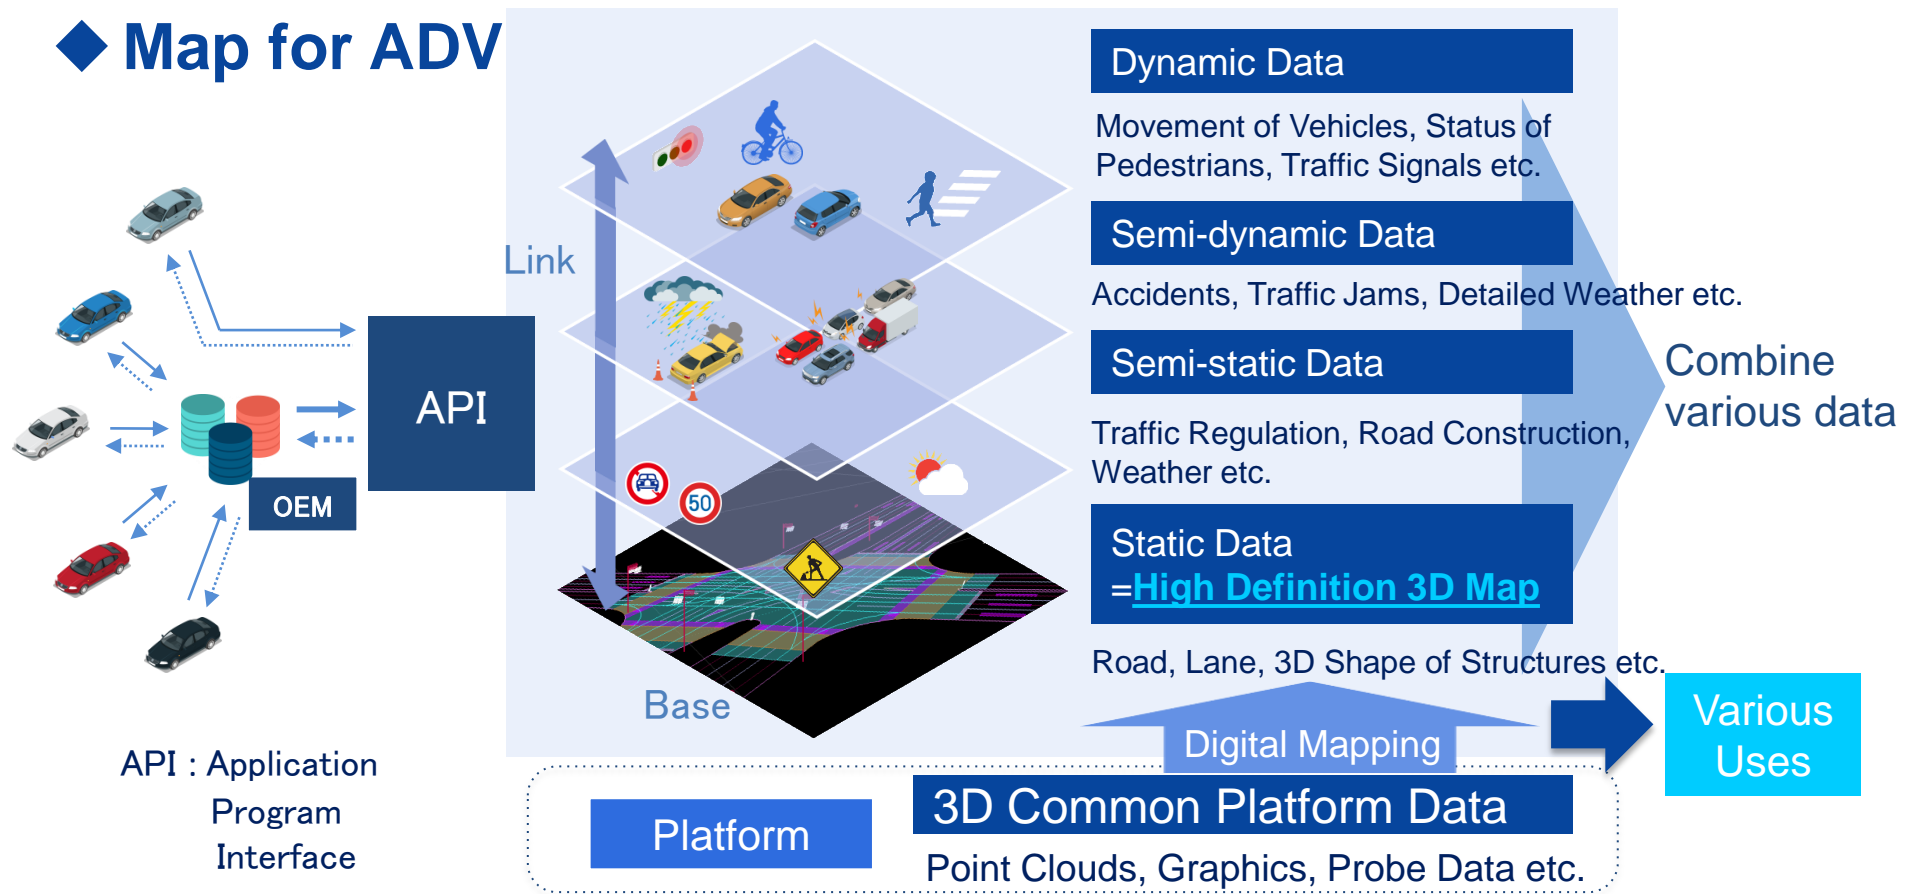 Map for ADV
Dynamic Data
Movement of Vehicles, Status of
Pedestrians, Traffic Signals etc.
Semi-dynamic Data
Accidents, Traffic Jams, Detailed Weather etc.
Semi-static Data
Traffic Regulation, Road Construction,
Weather etc.
Static Data
=High Definition 3D Map
Road, Lane, 3D Shape of Structures etc.
Combine
various data
Link
API
OEM
50
Base
Digital Mapping
Various
Uses
API : Application
Program
Interface
Platform
3D Common Platform Data
Point Clouds, Graphics, Probe Data etc.